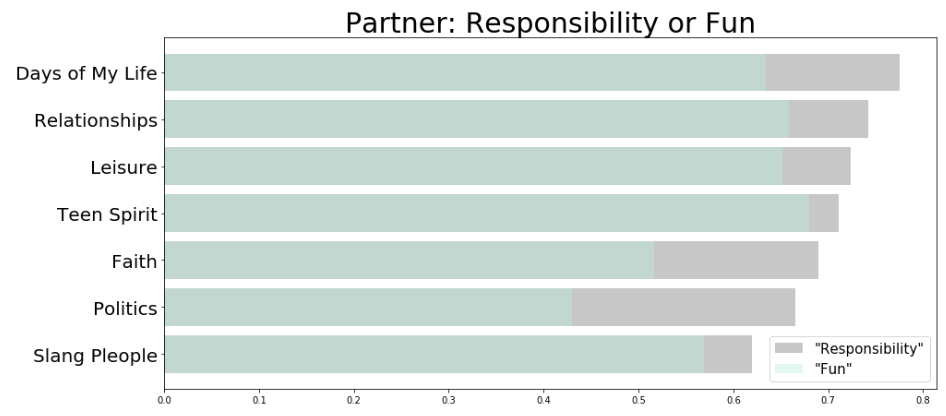 Partner: Responsibility or Fun
Days of My Life
Relationships
Leisure
Teen Spirit
Faith
Politics
Slang Pleople
"Responsibility"
"Fun"
0.0 0.1 0.2 0.3 0.4 0.5 0.6 0.7 0.8